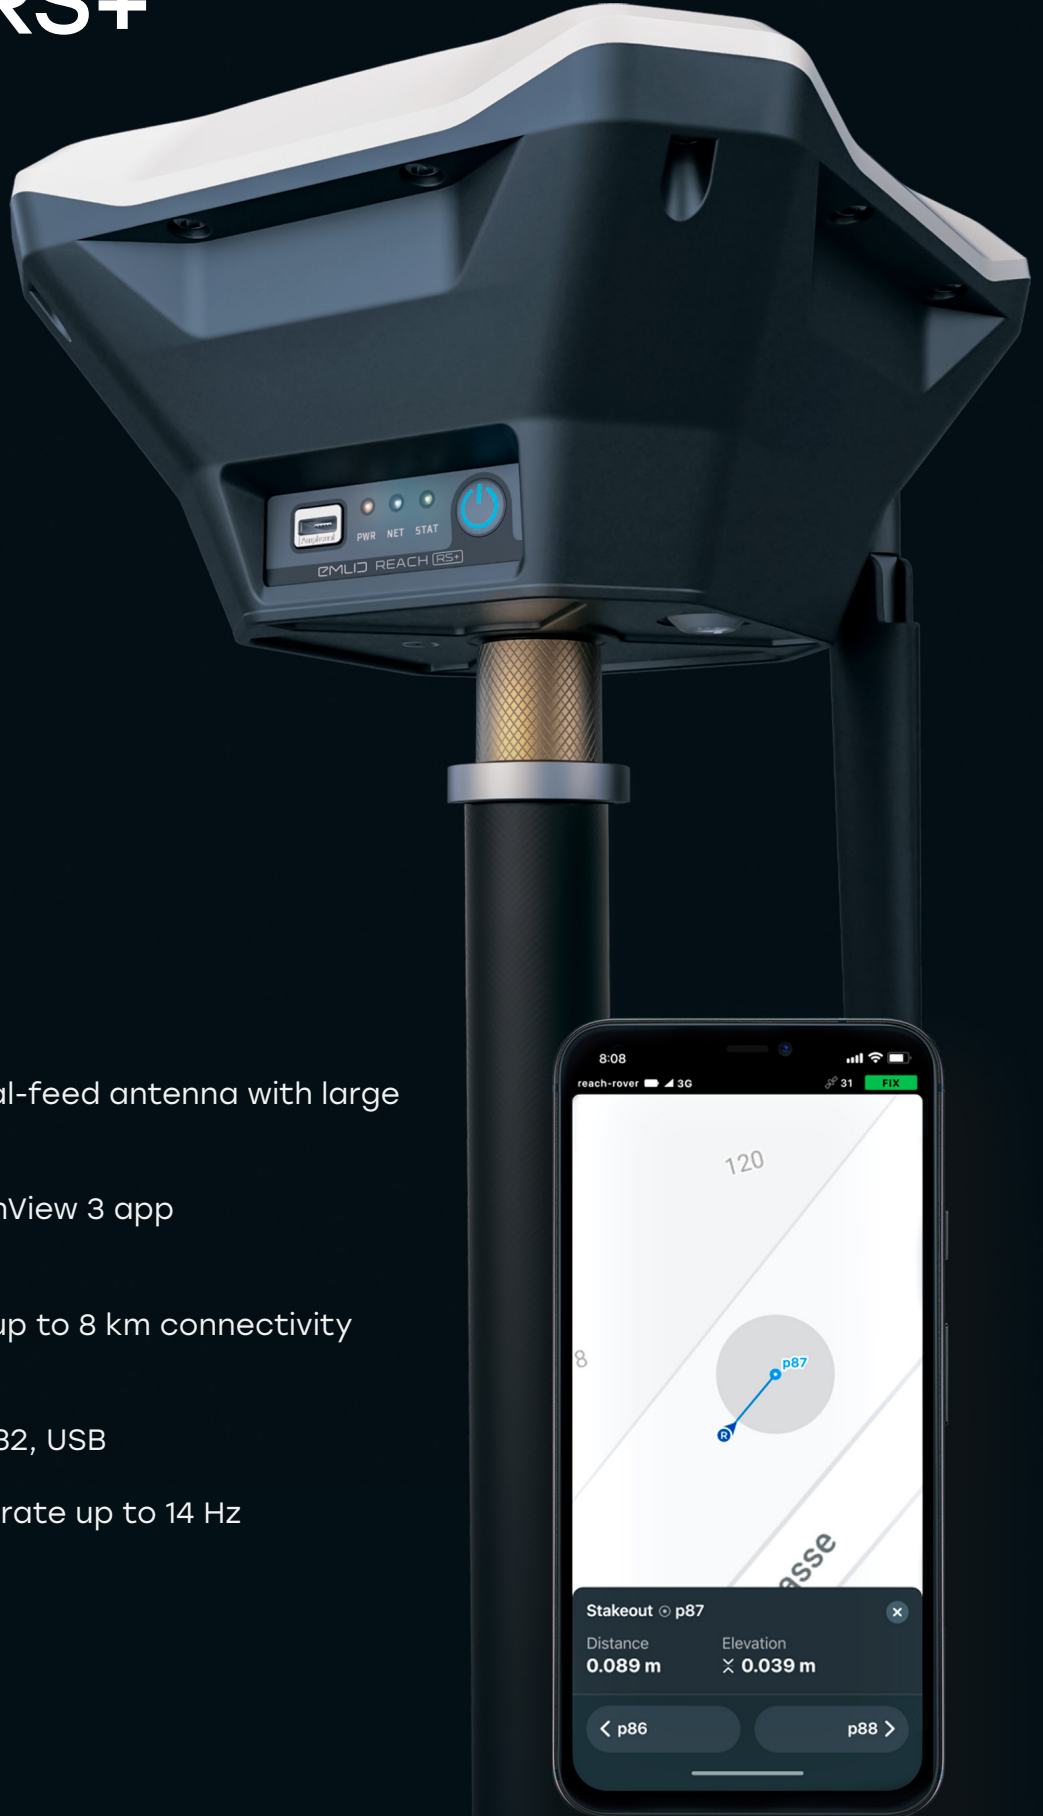 RS+
PWR NET STAT
EMLID REACH RS+
al-feed antenna with large
nView 3 app
up to 8 km connectivity
32, USB
rate up to 14 Hz
8:08
reach-rover 3G 31 FIX
120
8
p87
R
asse
Stakeout p87
Distance Elevation
0.089 m 0.039 m
p86 p88